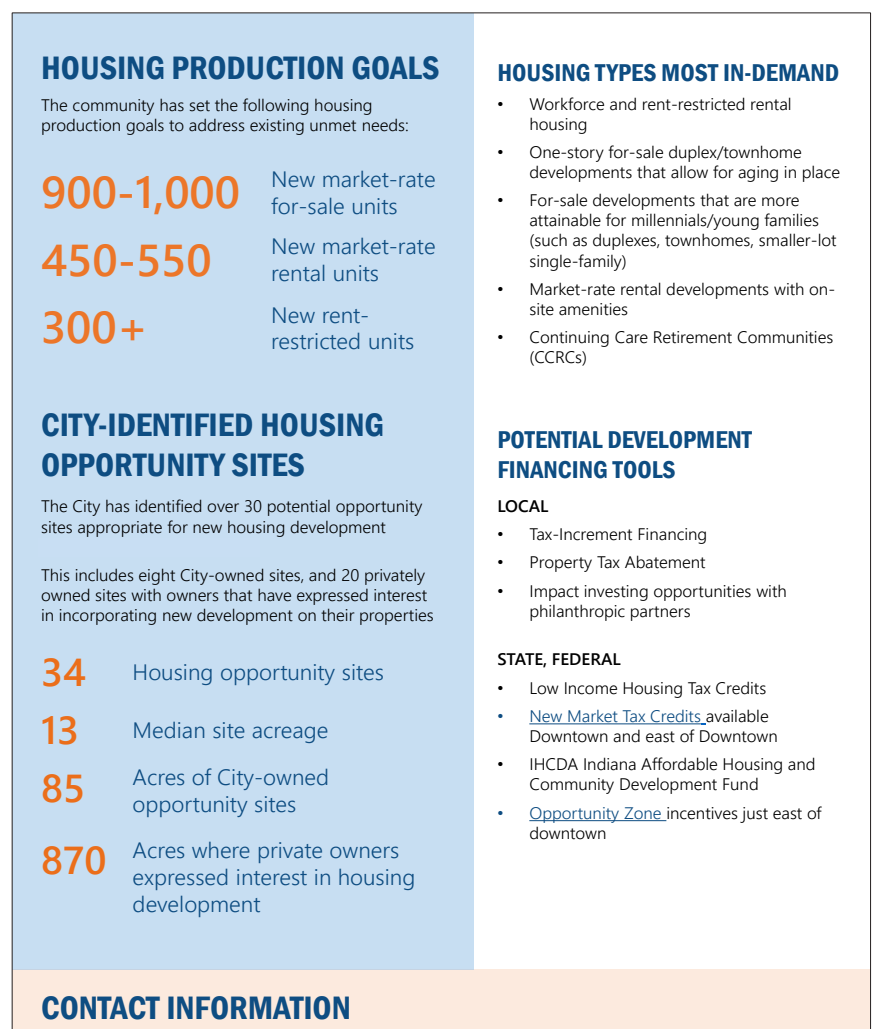 HOUSING PRODUCTION GOALS
The community has set the following housing
production goals to address existing unmet needs:
900-1,000
New market-rate
for-sale units
450-550
New market-rate
rental units
300+
New rent-
restricted units
CITY-IDENTIFIED HOUSING
OPPORTUNITY SITES
The City has identified over 30 potential opportunity
sites appropriate for new housing development
This includes eight City-owned sites, and 20 privately
owned sites with owners that have expressed interest
in incorporating new development on their properties
34
Housing opportunity sites
13
Median site acreage
85
Acres of City-owned
opportunity sites
870
Acres where private owners
expressed interest in housing
development
HOUSING TYPES MOST IN-DEMAND
• Workforce and rent-restricted rental
housing
• One-story for-sale duplex/townhome
developments that allow for aging in place
• For-sale developments that are more
attainable for millennials/young families
(such as duplexes, townhomes, smaller-lot
single-family)
• Market-rate rental developments with on-
site amenities
• Continuing Care Retirement Communities
(CCRCs)
POTENTIAL DEVELOPMENT
FINANCING TOOLS
LOCAL
• Tax-Increment Financing
• Property Tax Abatement
• Impact investing opportunities with
philanthropic partners
STATE, FEDERAL
• Low Income Housing Tax Credits
• New Market Tax Credits available
Downtown and east of Downtown
• IHCDA Indiana Affordable Housing and
Community Development Fund
• Opportunity Zone incentives just east of
downtown
CONTACT INFORMATION